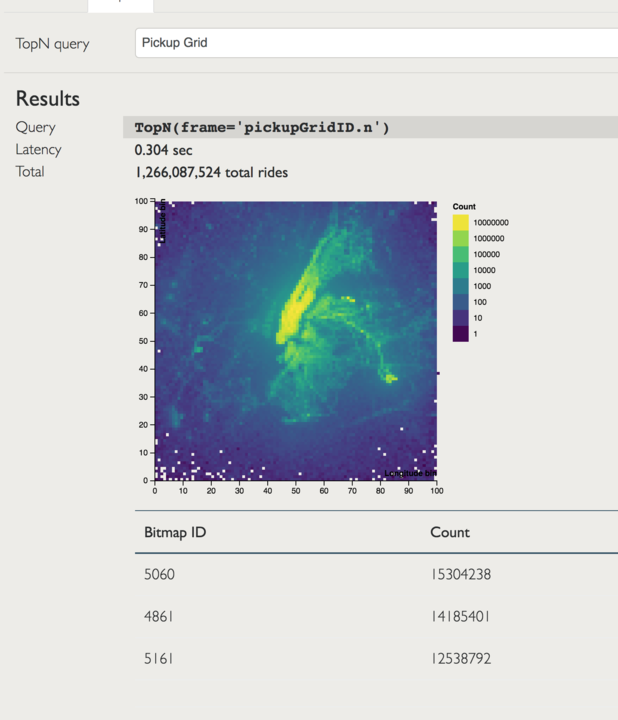 TopN query
Pickup Grid
Results
Query TopN(frame='pickupGridID.n')
Latency 0.304 sec
Total 1,266,087,524 total rides
Latitude bin
100
90
80
70
60
50
40
30
20
10
0
0 10 20 30 40 50 60 70 80 90 100
Longitude bin
Count
10000000
1000000
100000
10000
1000
100
10
1
Bitmap ID Count
5060 15304238
4861 14185401
5161 12538792